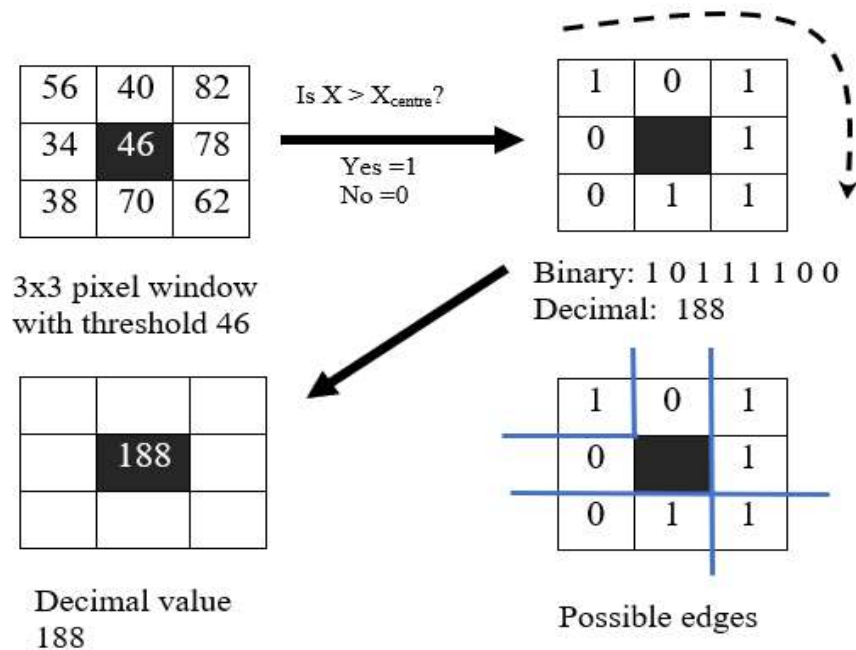 56 40 82
34 46 78
38 70 62
3x3 pixel window
with threshold 46
Is X > Xcentre?
Yes =1
No =0
1 0 1
0 1
0 1 1
Binary: 1 0 1 1 1 1 0 0
Decimal: 188
188
Decimal value
188
1 0 1
0 1
0 1 1
Possible edges